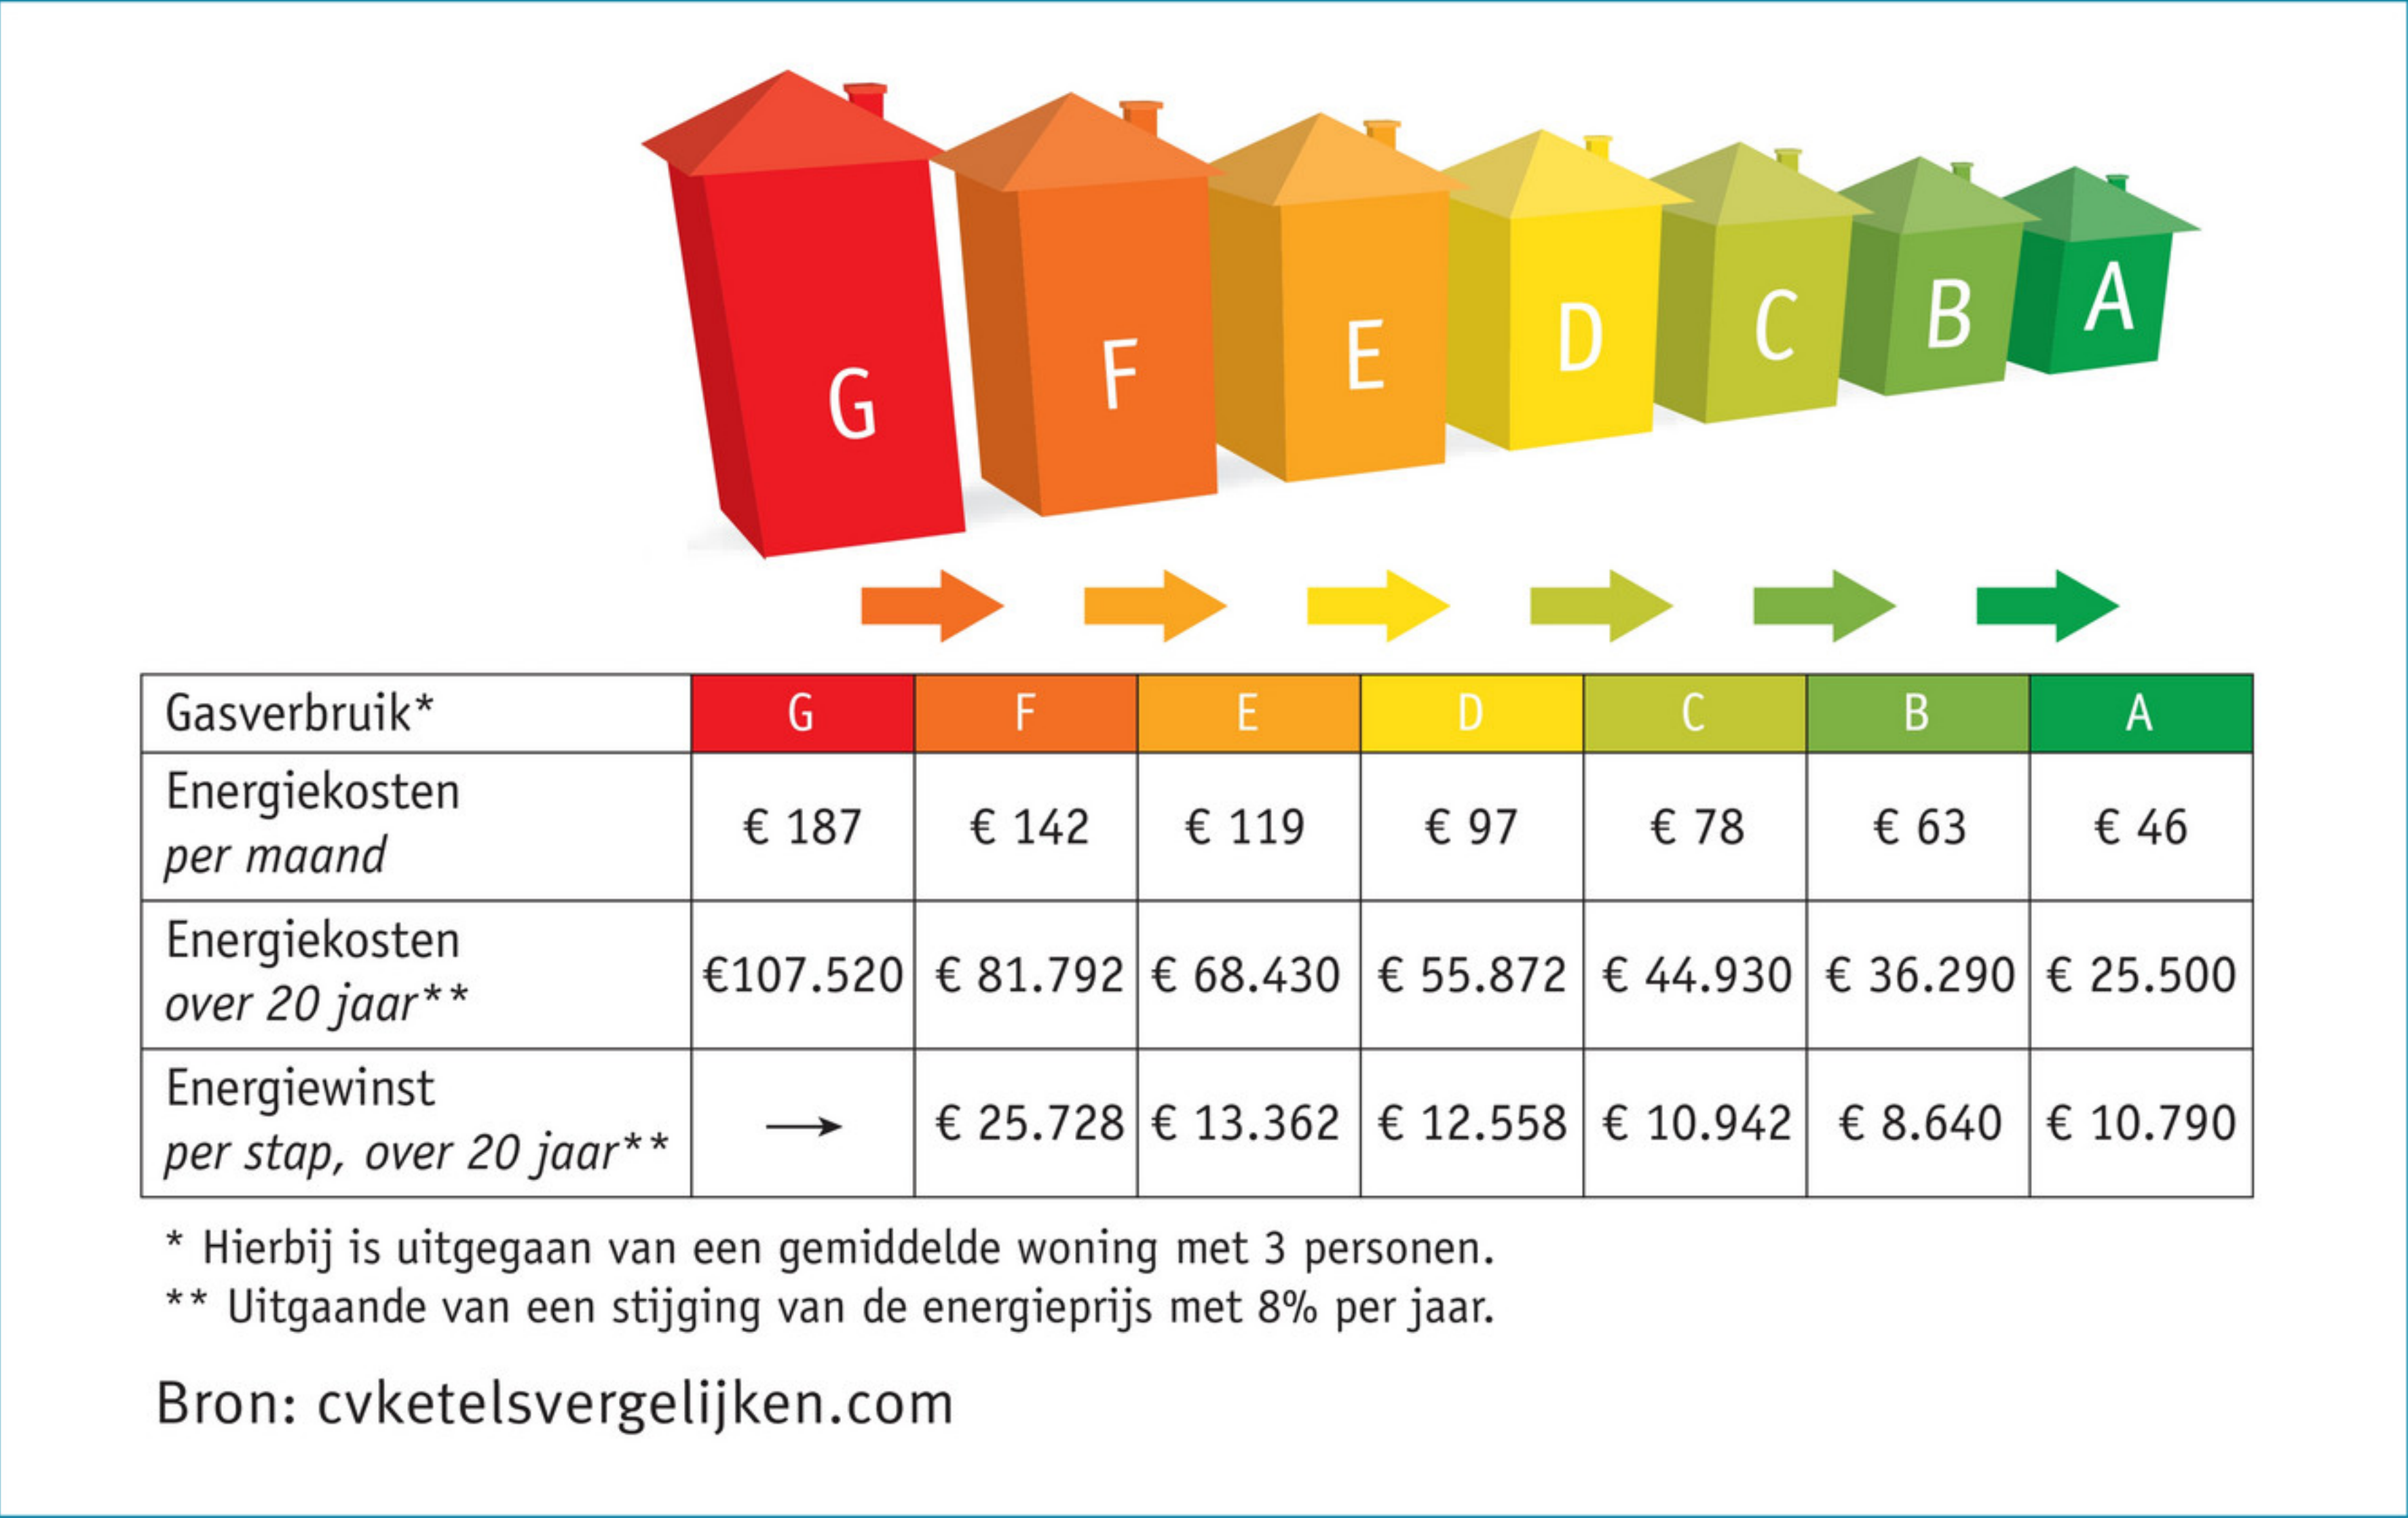 G F E D C B A
Gasverbruik* G F E D C B A
Energiekosten
per maand
€ 187 € 142 € 119 € 97 € 78 € 63 € 46
Energiekosten
over 20 jaar**
€107.520 € 81.792 € 68.430 € 55.872 € 44.930 € 36.290 € 25.500
Energiewinst
per stap, over 20 jaar**
→ € 25.728 € 13.362 € 12.558 € 10.942 € 8.640 € 10.790
* Hierbij is uitgegaan van een gemiddelde woning met 3 personen.
** Uitgaande van een stijging van de energieprijs met 8% per jaar.
Bron: cvketelsvergelijken.com